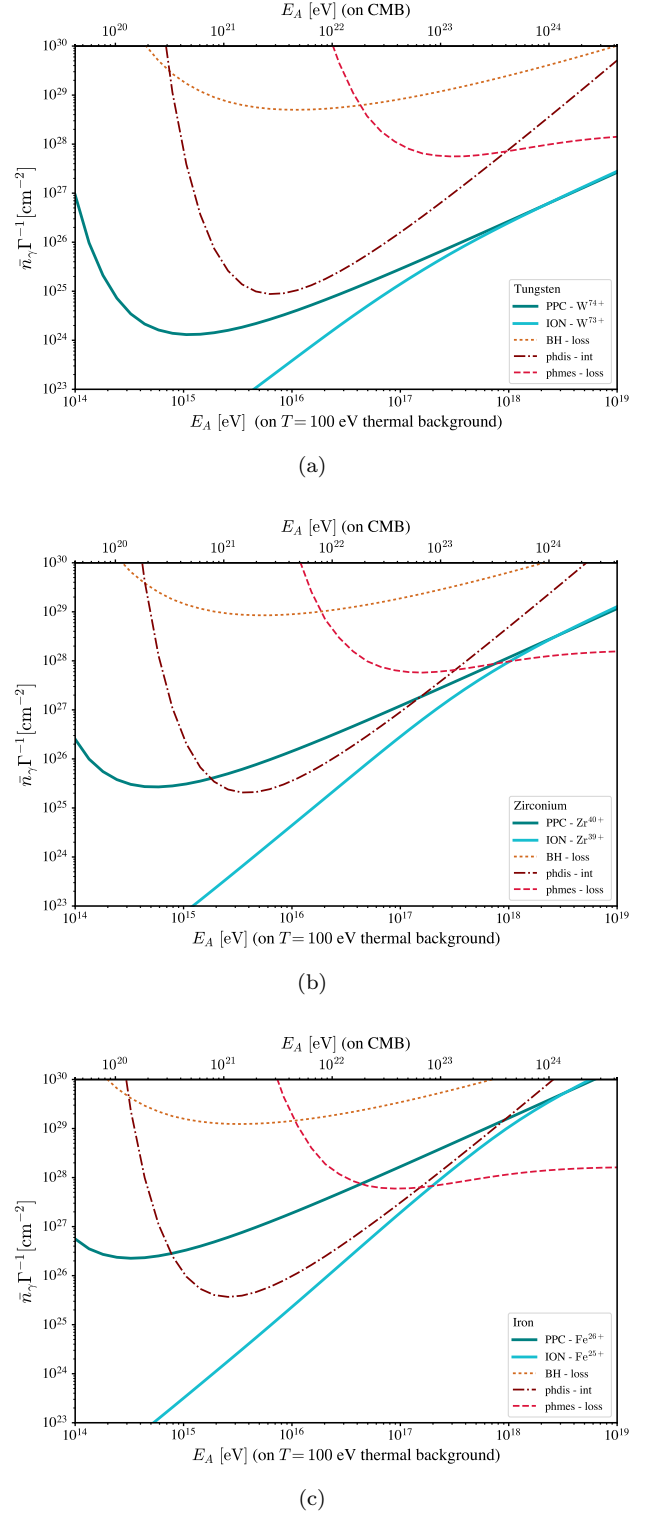 E_A [eV] (on CMB)
10^20 10^21 10^22 10^23 10^24
10^30
10^29
10^28
10^27
10^26
10^25
10^24
10^23
n̄_γ Γ^−1 [cm^−2]
Tungsten
PPC - W^74+
ION - W^73+
BH - loss
phdis - int
phmes - loss
10^14 10^15 10^16 10^17 10^18 10^19
E_A [eV] (on T = 100 eV thermal background)
(a)
E_A [eV] (on CMB)
10^20 10^21 10^22 10^23 10^24
10^30
10^29
10^28
10^27
10^26
10^25
10^24
10^23
n̄_γ Γ^−1 [cm^−2]
Zirconium
PPC - Zr^40+
ION - Zr^39+
BH - loss
phdis - int
phmes - loss
10^14 10^15 10^16 10^17 10^18 10^19
E_A [eV] (on T = 100 eV thermal background)
(b)
E_A [eV] (on CMB)
10^20 10^21 10^22 10^23 10^24
10^30
10^29
10^28
10^27
10^26
10^25
10^24
10^23
n̄_γ Γ^−1 [cm^−2]
Iron
PPC - Fe^26+
ION - Fe^25+
BH - loss
phdis - int
phmes - loss
10^14 10^15 10^16 10^17 10^18 10^19
E_A [eV] (on T = 100 eV thermal background)
(c)